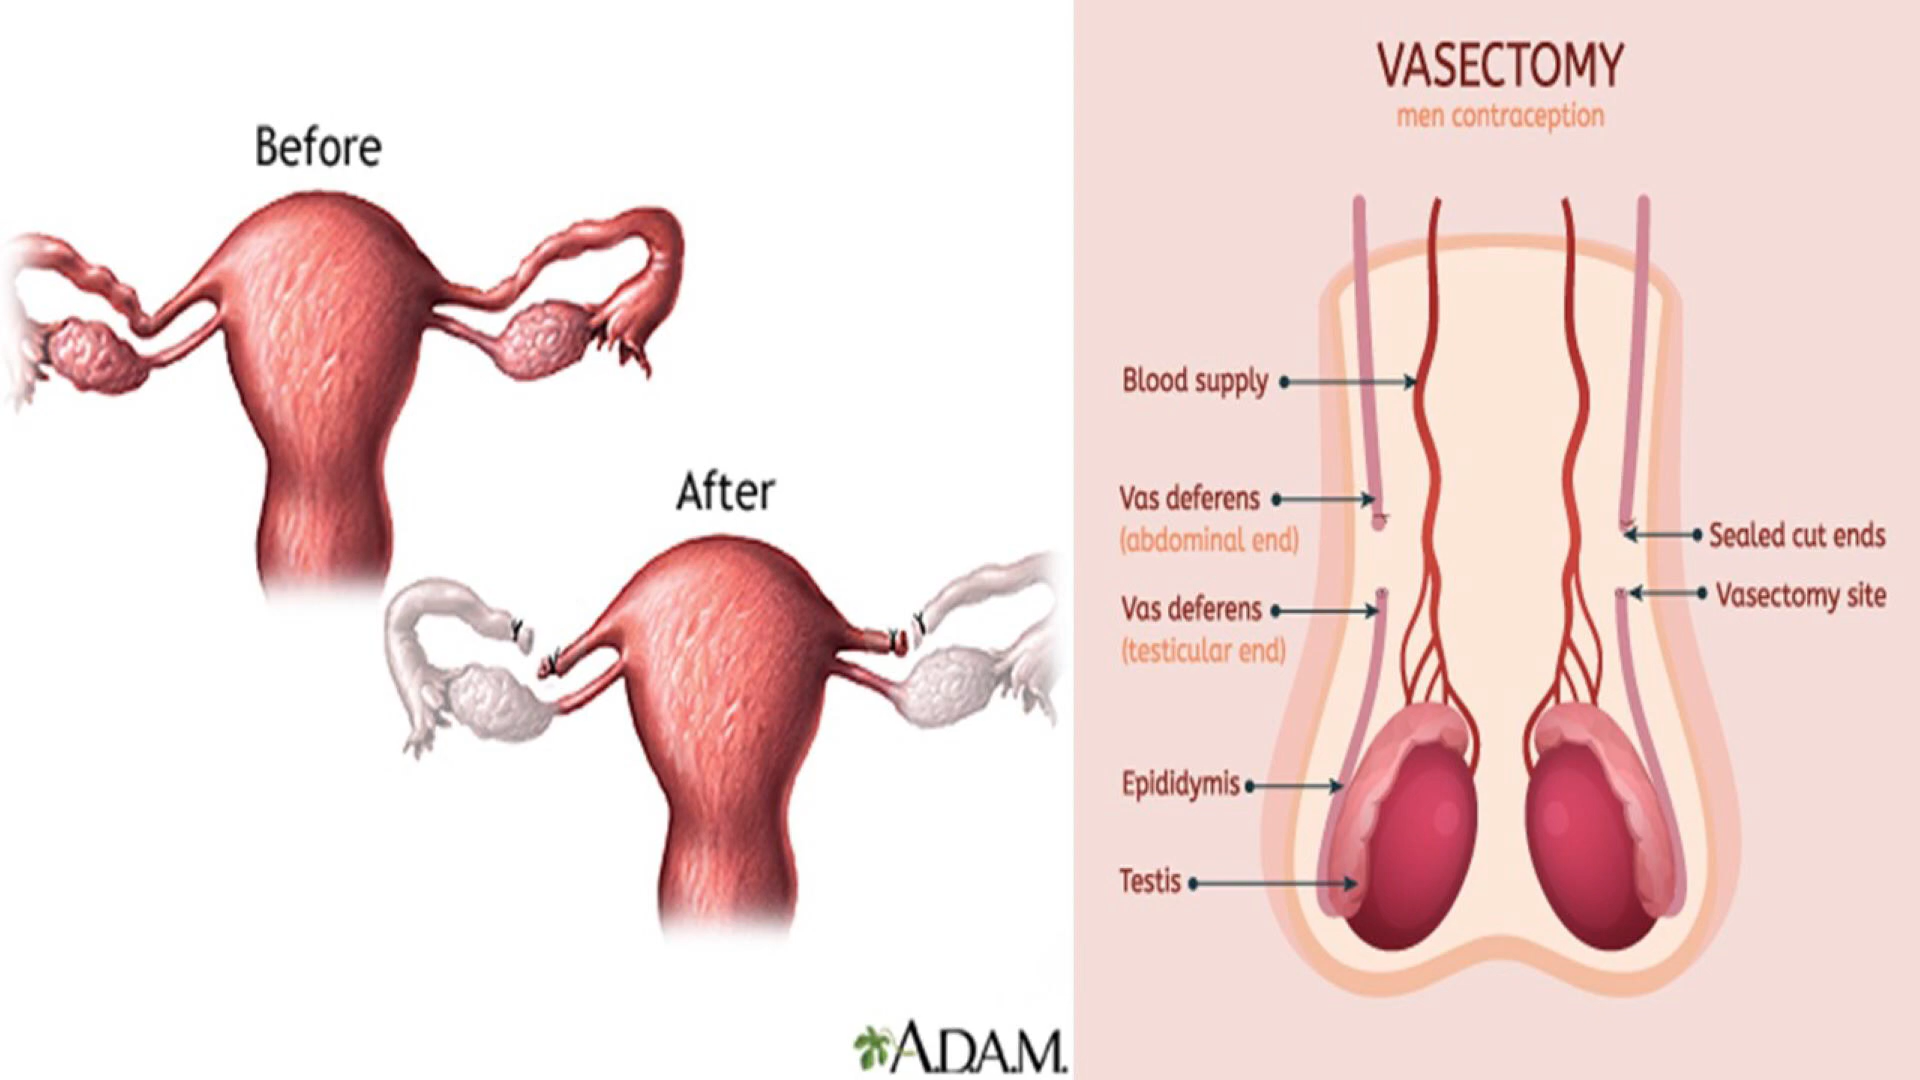 Before
After
A.D.A.M.
VASECTOMY
men contraception
Blood supply
Vas deferens
(abdominal end)
Vas deferens
(testicular end)
Epididymis
Testis
Sealed cut ends
Vasectomy site